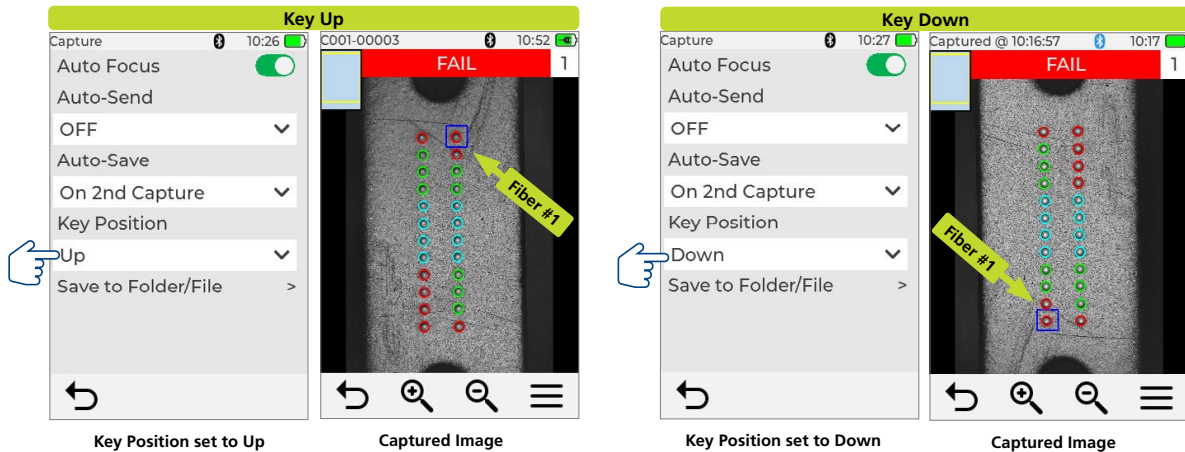 Key Up
Capture 10:26
Auto Focus
Auto-Send
OFF
Auto-Save
On 2nd Capture
Key Position
Up
Save to Folder/File >
Key Position set to Up
C001-00003 10:52
FAIL 1
Fiber #1
Captured Image
Key Down
Capture 10:27
Auto Focus
Auto-Send
OFF
Auto-Save
On 2nd Capture
Key Position
Down
Save to Folder/File >
Key Position set to Down
Captured @ 10:16:57 10:17
FAIL 1
Fiber #1
Captured Image